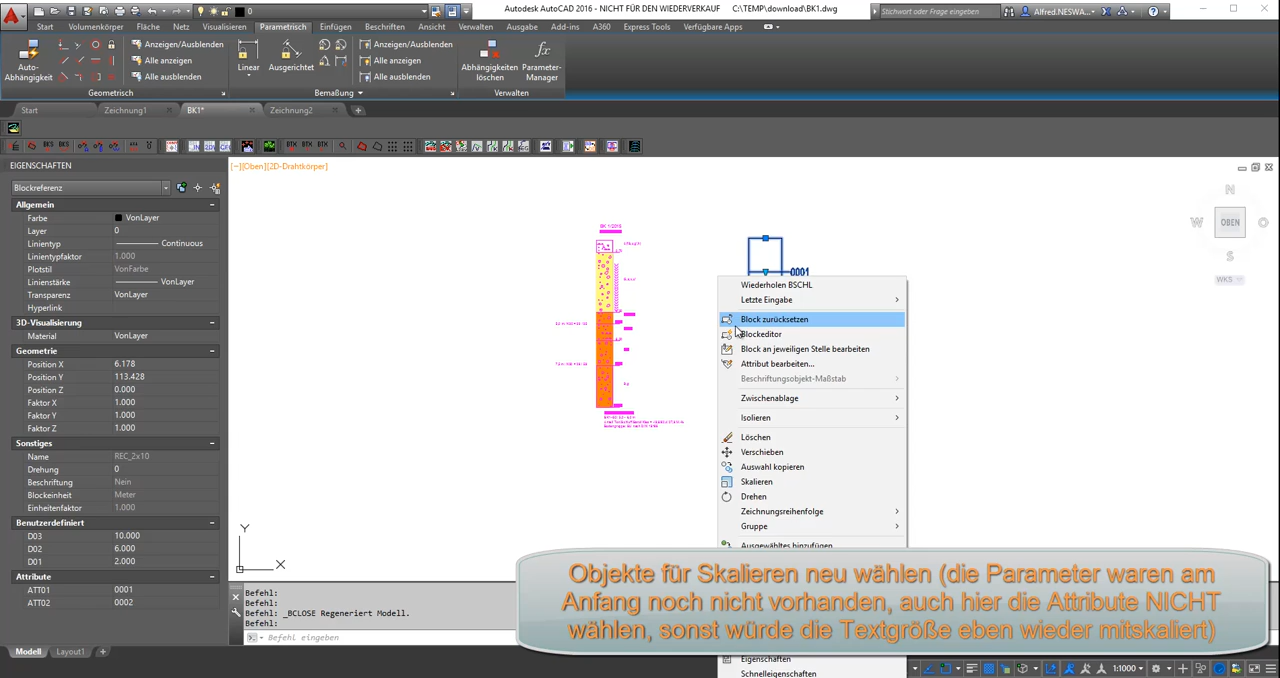 Autodesk AutoCAD 2016 - NICHT FÜR DEN WIEDERVERKAUF C:\TEMP\download\BK1.dwg
Stichwort oder Frage eingeben
Alfred.NESWA...
0
Start Volumenkörper Fläche Netz Visualisieren Parametrisch Einfügen Beschriften Ansicht Verwalten Ausgabe Add-ins A360 Express Tools Verfügbare Apps
Auto-
Abhängigkeit
Anzeigen/Ausblenden
Alle anzeigen
Alle ausblenden
Linear
Ausgerichtet
Anzeigen/Ausblenden
Alle anzeigen
Alle ausblenden
Abhängigkeiten
löschen
Parameter-
Manager
Geometrisch
Bemaßung
Verwalten
Start Zeichnung1 BK1* Zeichnung2
EIGENSCHAFTEN
Blockreferenz
Allgemein
Farbe VonLayer
Layer 0
Linientyp Continuous
Linientypfaktor 1.000
Plotstil VonFarbe
Linienstärke VonLayer
Transparenz VonLayer
Hyperlink
3D-Visualisierung
Material VonLayer
Geometrie
Position X 6.178
Position Y 113.428
Position Z 0.000
Faktor X 1.000
Faktor Y 1.000
Faktor Z 1.000
Sonstiges
Name REC_2x10
Drehung 0
Beschriftung Nein
Blockeinheit Meter
Einheitenfaktor 1.000
Benutzerdefiniert
D03 10.000
D02 6.000
D01 2.000
Attribute
ATT01 0001
ATT02 0002
[−][Oben][2D-Drahtkörper]
BK 1/2016
0001
N
W OBEN O
S
WKS
Y
X
Wiederholen BSCHL
Letzte Eingabe
Block zurücksetzen
Blockeditor
Block an jeweiligen Stelle bearbeiten
Attribut bearbeiten...
Beschriftungsobjekt-Maßstab
Zwischenablage
Isolieren
Löschen
Verschieben
Auswahl kopieren
Skalieren
Drehen
Zeichnungsreihenfolge
Gruppe
Ausgewähltes hinzufügen
Eigenschaften
Schnelleigenschaften
Objekte für Skalieren neu wählen (die Parameter waren am
Anfang noch nicht vorhanden, auch hier die Attribute NICHT
wählen, sonst würde die Textgröße eben wieder mitskaliert)
Befehl:
Befehl: _BCLOSE Regeneriert Modell.
Befehl:
Befehl eingeben
Modell Layout1
1:1000